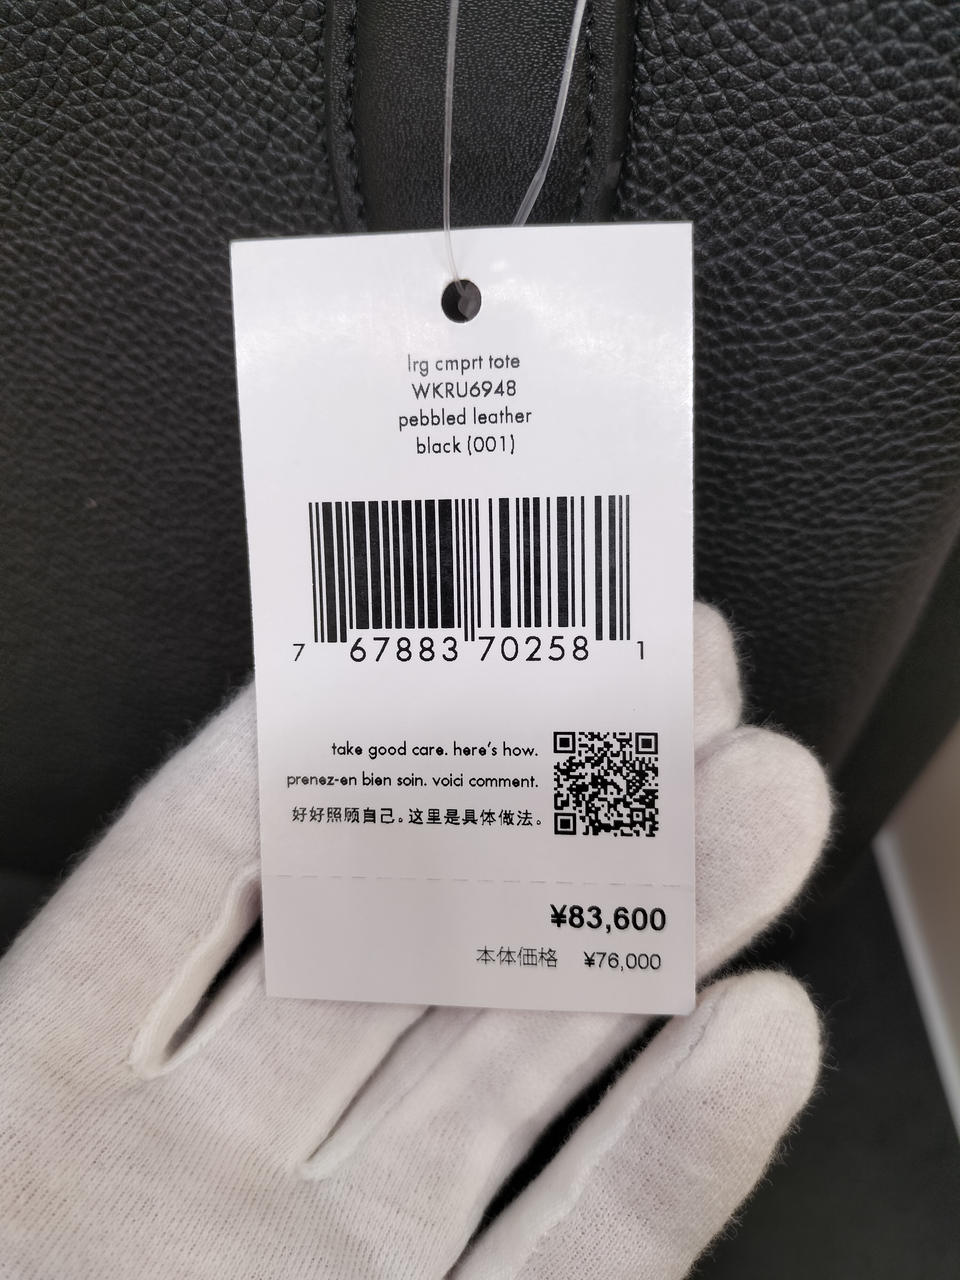 lrg cmprt tote
WKRU6948
pebbled leather
black (001)
7 67883 70258 1
take good care. here's how.
prenez-en bien soin. voici comment.
好好照顾自己。这里是具体做法。
¥83,600
本体価格 ¥76,000